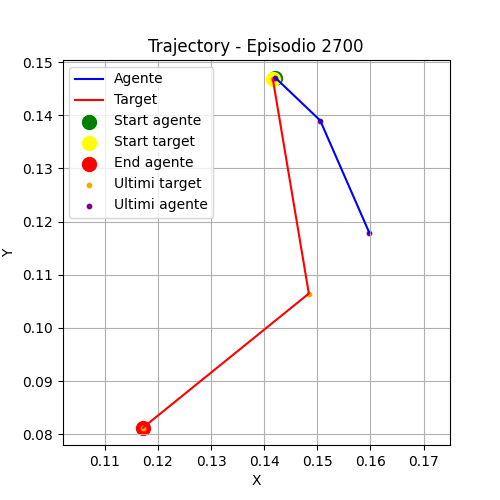 Trajectory - Episodio 2700
Agente
Target
Start agente
Start target
End agente
Ultimi target
Ultimi agente
0.15
0.14
0.13
0.12
0.11
0.10
0.09
0.08
Y
0.11
0.12
0.13
0.14
0.15
0.16
0.17
X